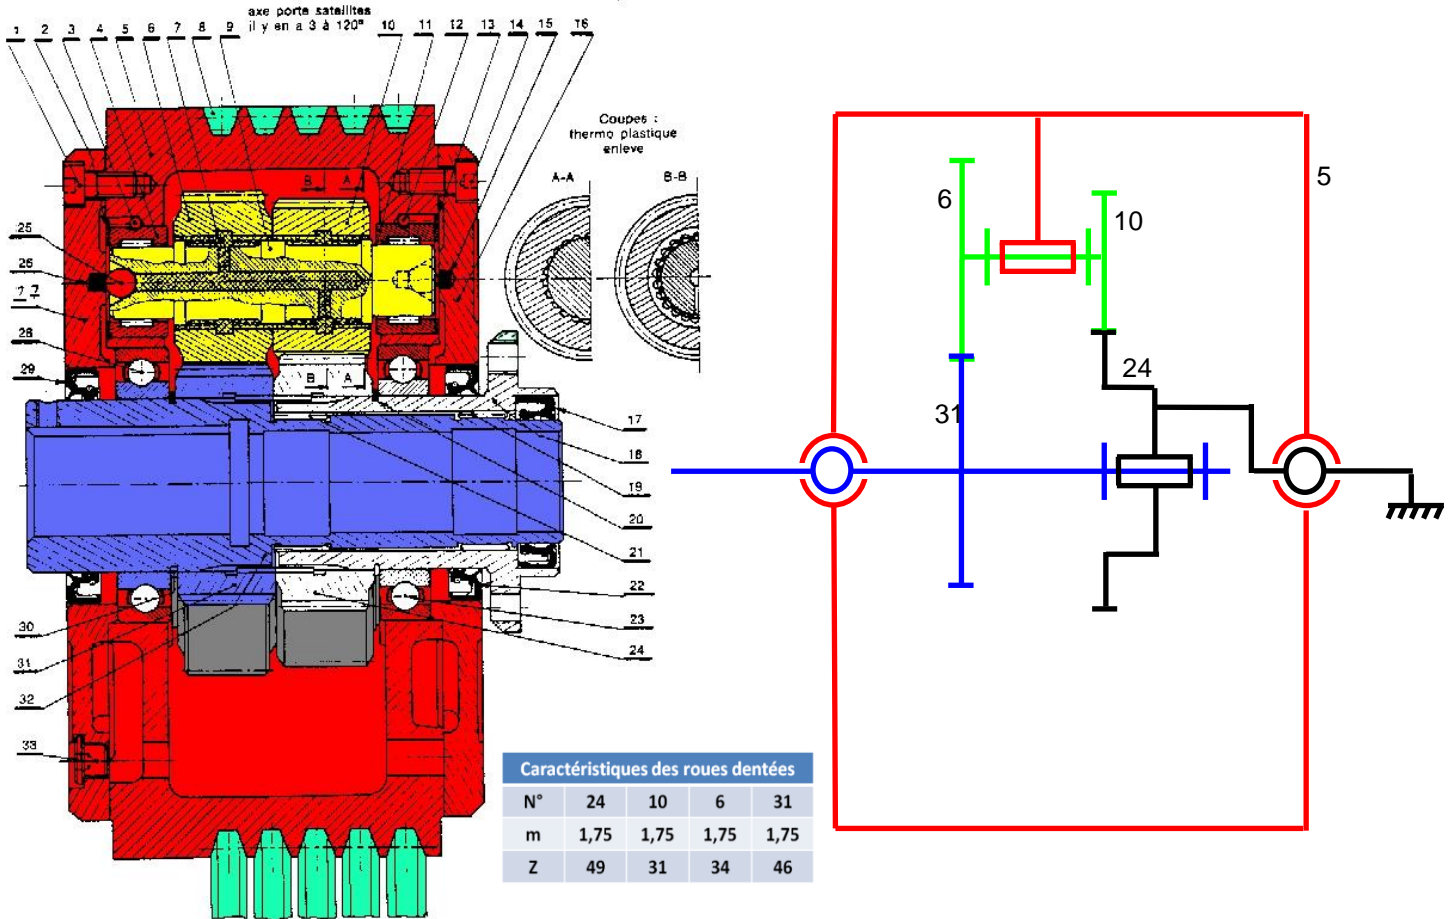 axe porte satellites
il y en a 3 à 120°
1 2 3 4 5 6 7 8 9 10 11 12 13 14 15 16
Coupes :
thermo plastique
enleve
A-A B-B
B A
25
26
28
29
B A
17
18
19
20
21
22
23
24
30
31
32
33
5
6
10
24
31
Caractéristiques des roues dentées
N° 24 10 6 31
m 1,75 1,75 1,75 1,75
Z 49 31 34 46